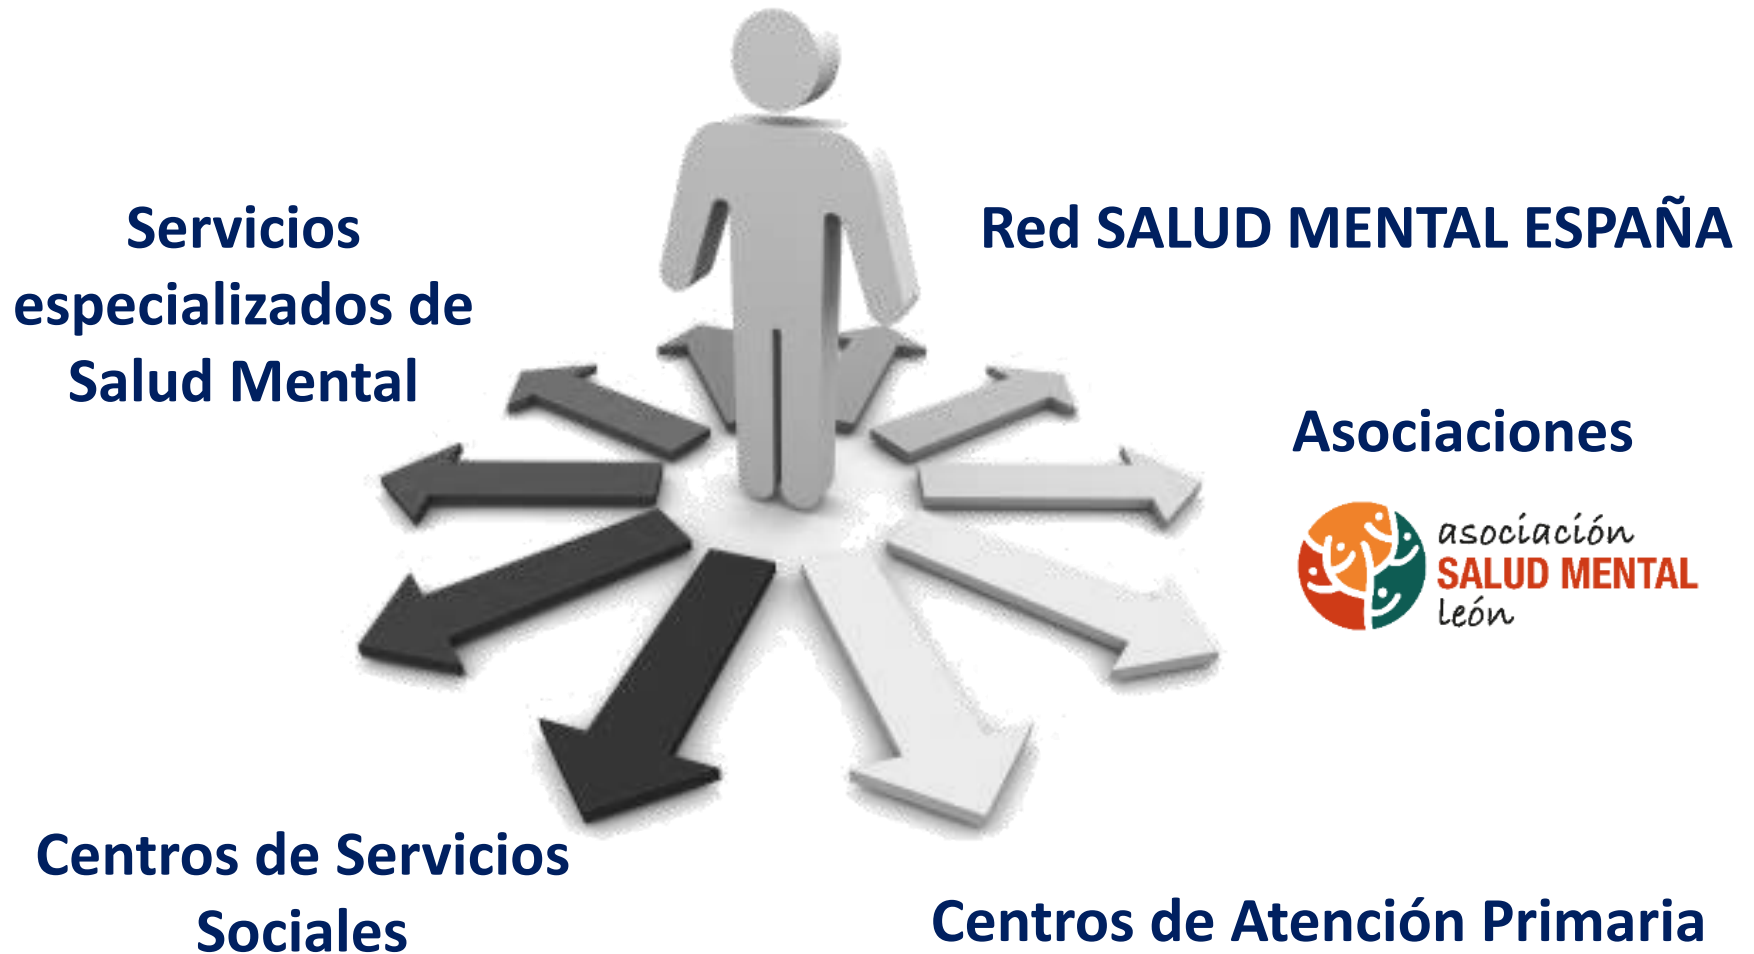 Servicios
especializados de
Salud Mental
Red SALUD MENTAL ESPAÑA
Asociaciones
asociación
SALUD MENTAL
león
Centros de Servicios
Sociales
Centros de Atención Primaria